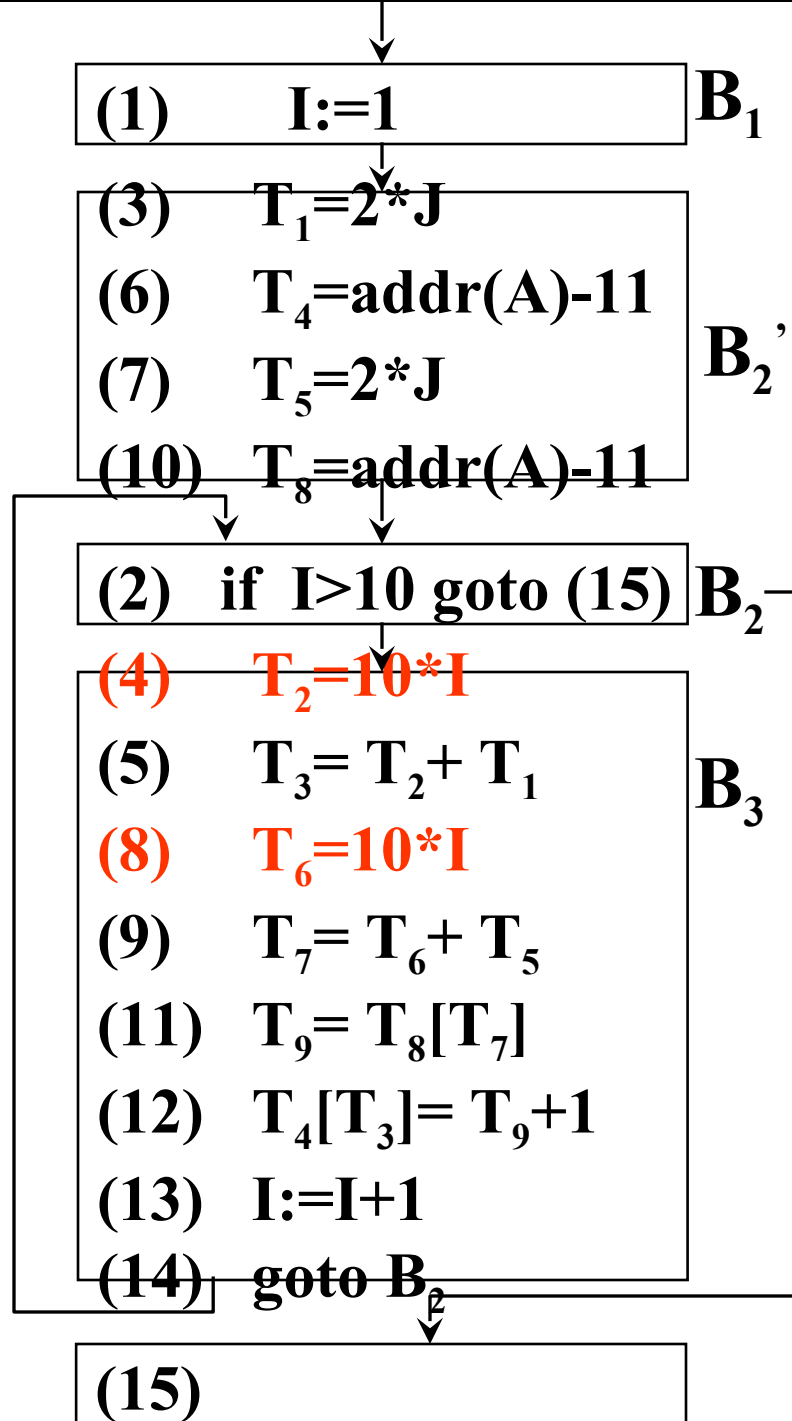 (1) I:=1 B₁
(3) T₁=2*J
(6) T₄=addr(A)-11
B₂’
(7) T₅=2*J
(10) T₈=addr(A)-11
(2) if I>10 goto (15) B₂
(4) T₂=10*I
(5) T₃= T₂+ T₁
B₃
(8) T₆=10*I
(9) T₇= T₆+ T₅
(11) T₉= T₈[T₇]
(12) T₄[T₃]= T₉+1
(13) I:=I+1
(14) goto B₂
(15)